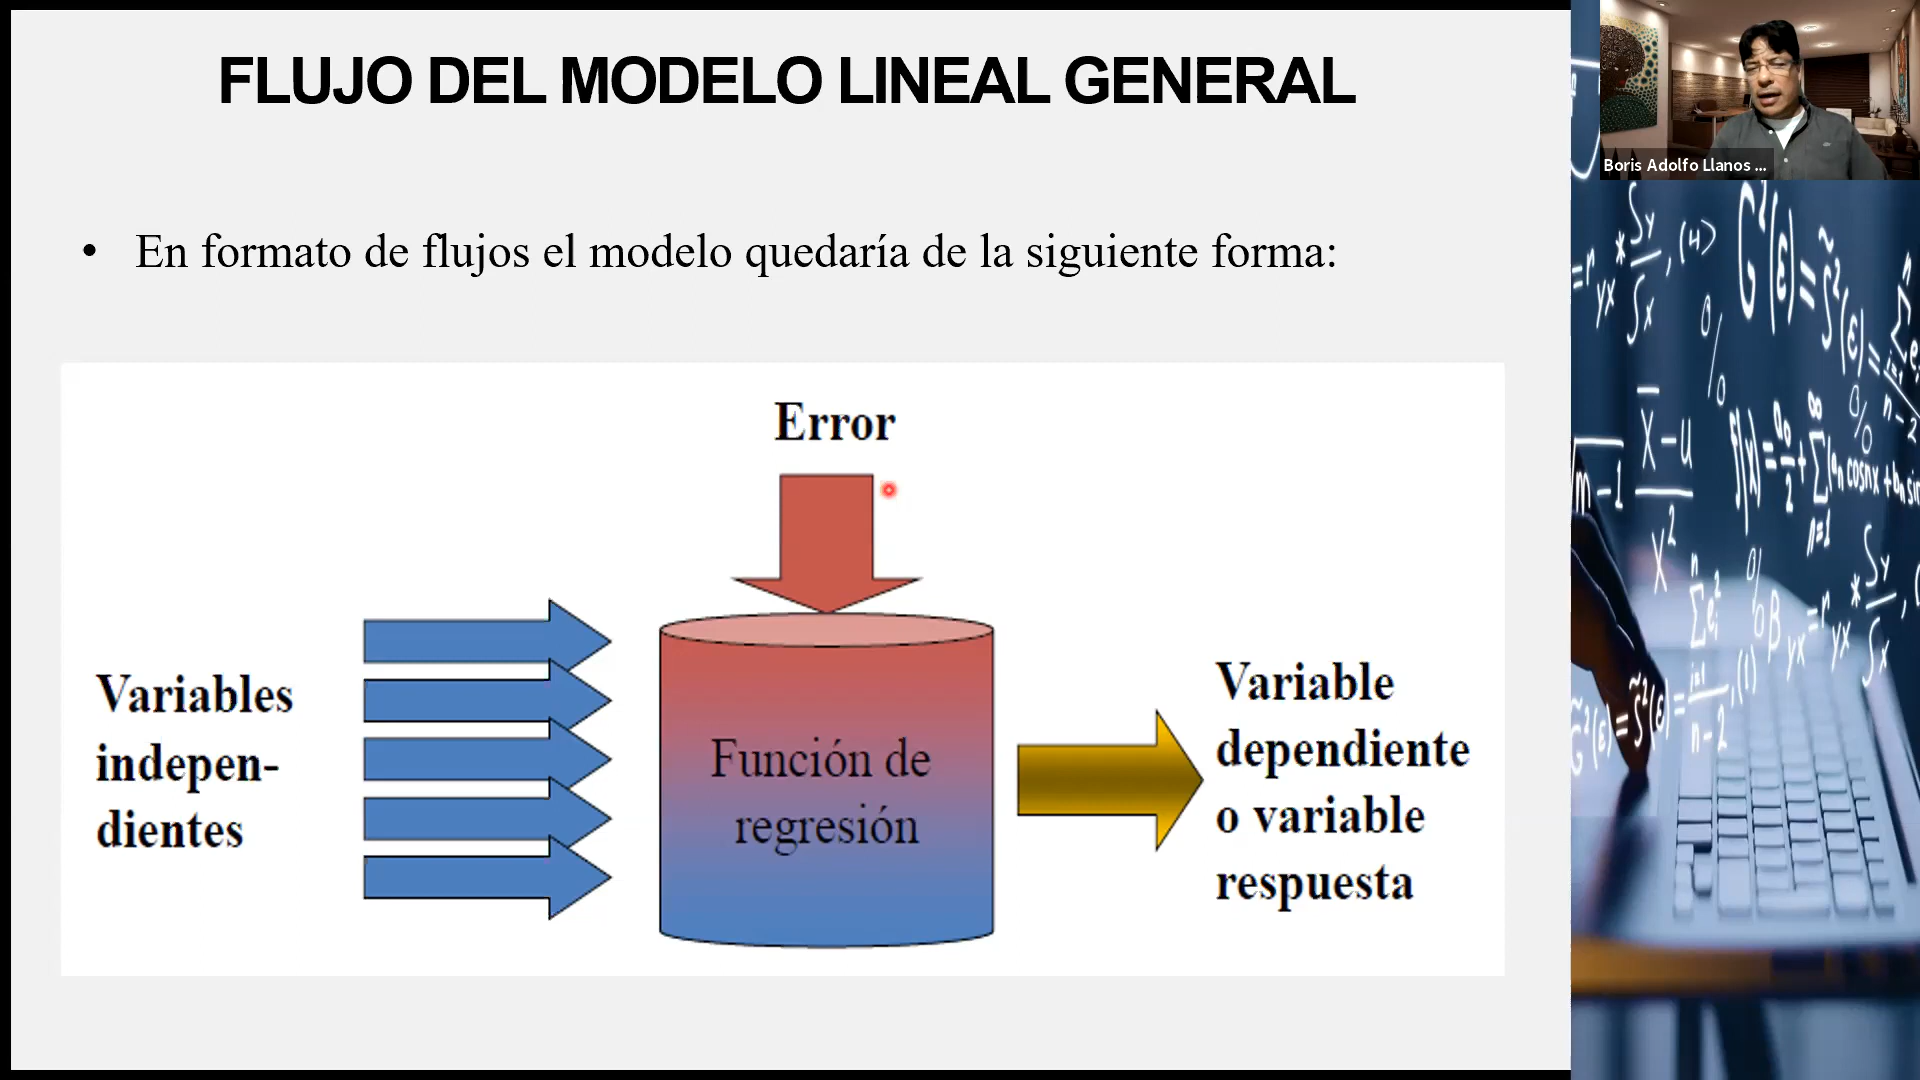 FLUJO DEL MODELO LINEAL GENERAL
Boris Adolfo Llanos ...
• En formato de flujos el modelo quedaría de la siguiente forma:
Error
Variables
indepen-
dientes
Función de
regresión
Variable
dependiente
o variable
respuesta